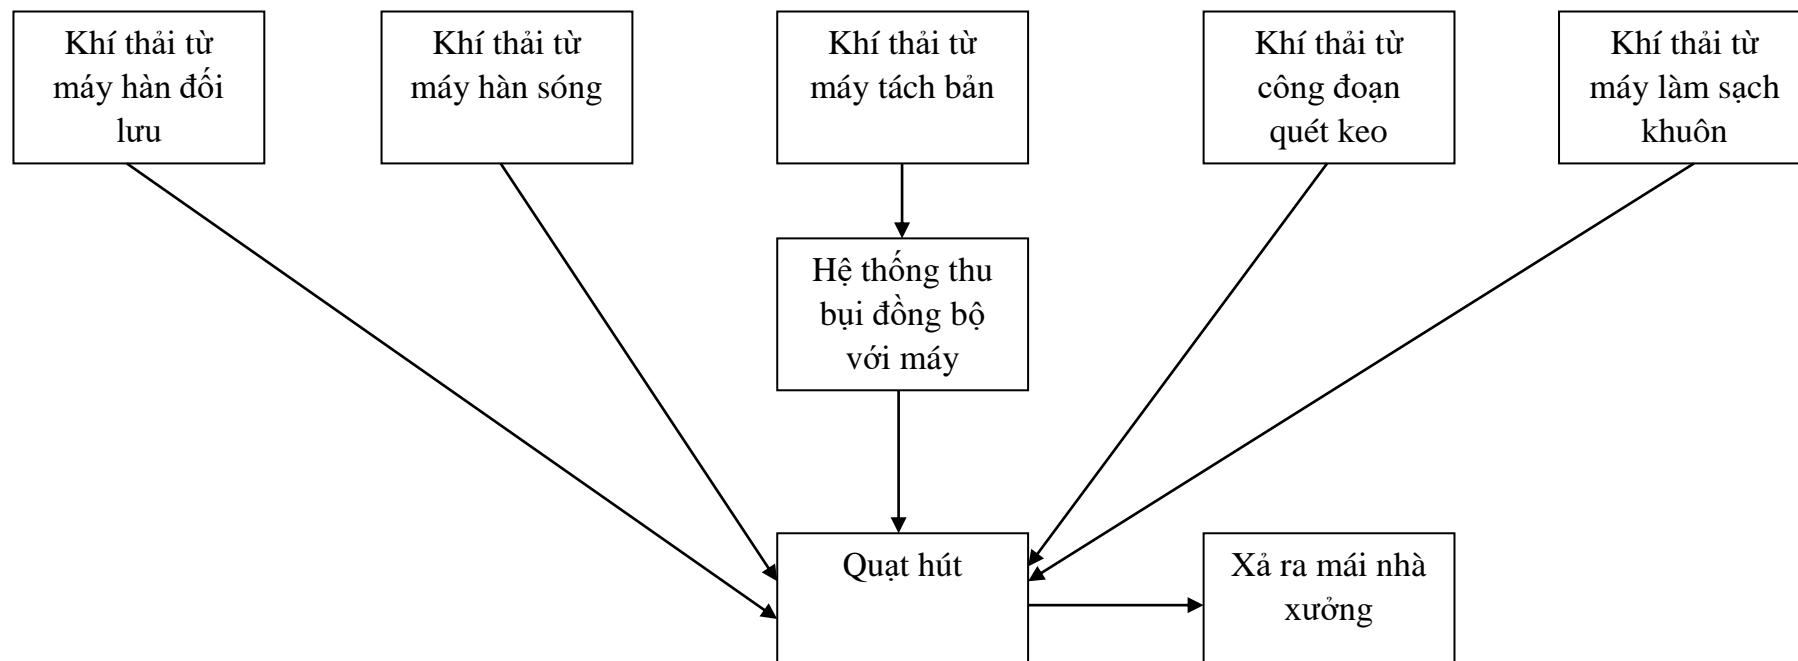 Khí thải từ
máy hàn đối
lưu
Khí thải từ
máy hàn sóng
Khí thải từ
máy tách bản
Khí thải từ
công đoạn
quét keo
Khí thải từ
máy làm sạch
khuôn
Hệ thống thu
bụi đồng bộ
với máy
Quạt hút
Xả ra mái nhà
xưởng